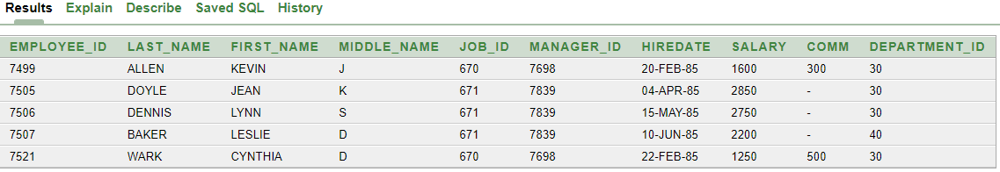 Results Explain Describe Saved SQL History
EMPLOYEE_ID LAST_NAME FIRST_NAME MIDDLE_NAME JOB_ID MANAGER_ID HIREDATE SALARY COMM DEPARTMENT_ID
7499 ALLEN KEVIN J 670 7698 20-FEB-85 1600 300 30
7505 DOYLE JEAN K 671 7839 04-APR-85 2850 - 30
7506 DENNIS LYNN S 671 7839 15-MAY-85 2750 - 30
7507 BAKER LESLIE D 671 7839 10-JUN-85 2200 - 40
7521 WARK CYNTHIA D 670 7698 22-FEB-85 1250 500 30